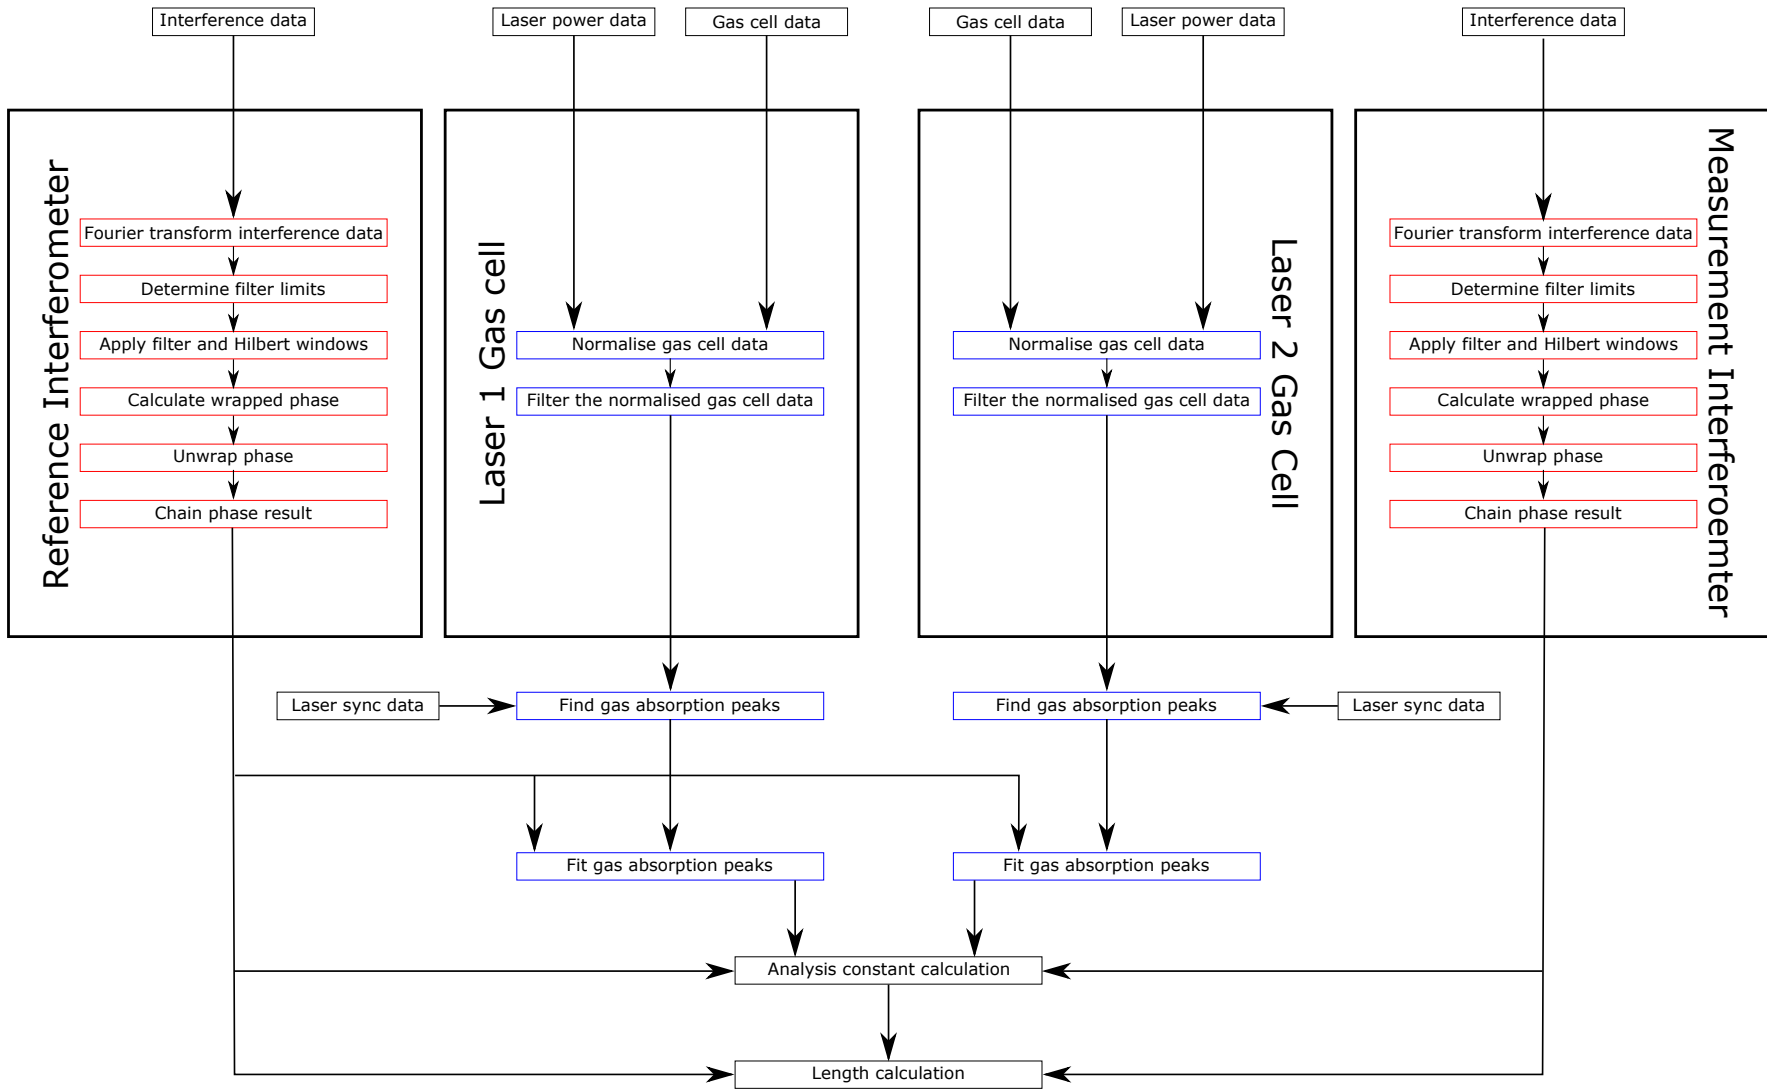 Interference data
Laser power data
Gas cell data
Gas cell data
Laser power data
Interference data
Reference Interferometer
Fourier transform interference data
Determine filter limits
Apply filter and Hilbert windows
Calculate wrapped phase
Unwrap phase
Chain phase result
Laser 1 Gas cell
Normalise gas cell data
Filter the normalised gas cell data
Laser 2 Gas Cell
Normalise gas cell data
Filter the normalised gas cell data
Measurement Interferoemter
Fourier transform interference data
Determine filter limits
Apply filter and Hilbert windows
Calculate wrapped phase
Unwrap phase
Chain phase result
Laser sync data
Find gas absorption peaks
Find gas absorption peaks
Laser sync data
Fit gas absorption peaks
Fit gas absorption peaks
Analysis constant calculation
Length calculation